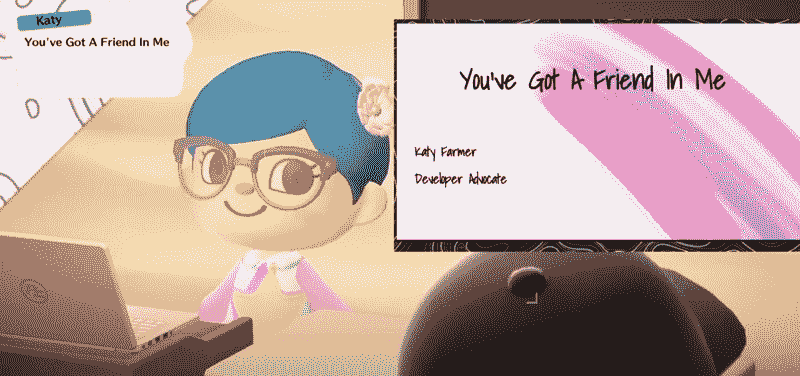 Katy
You've Got A Friend In Me
You've Got A Friend In Me
Katy Farmer
Developer Advocate